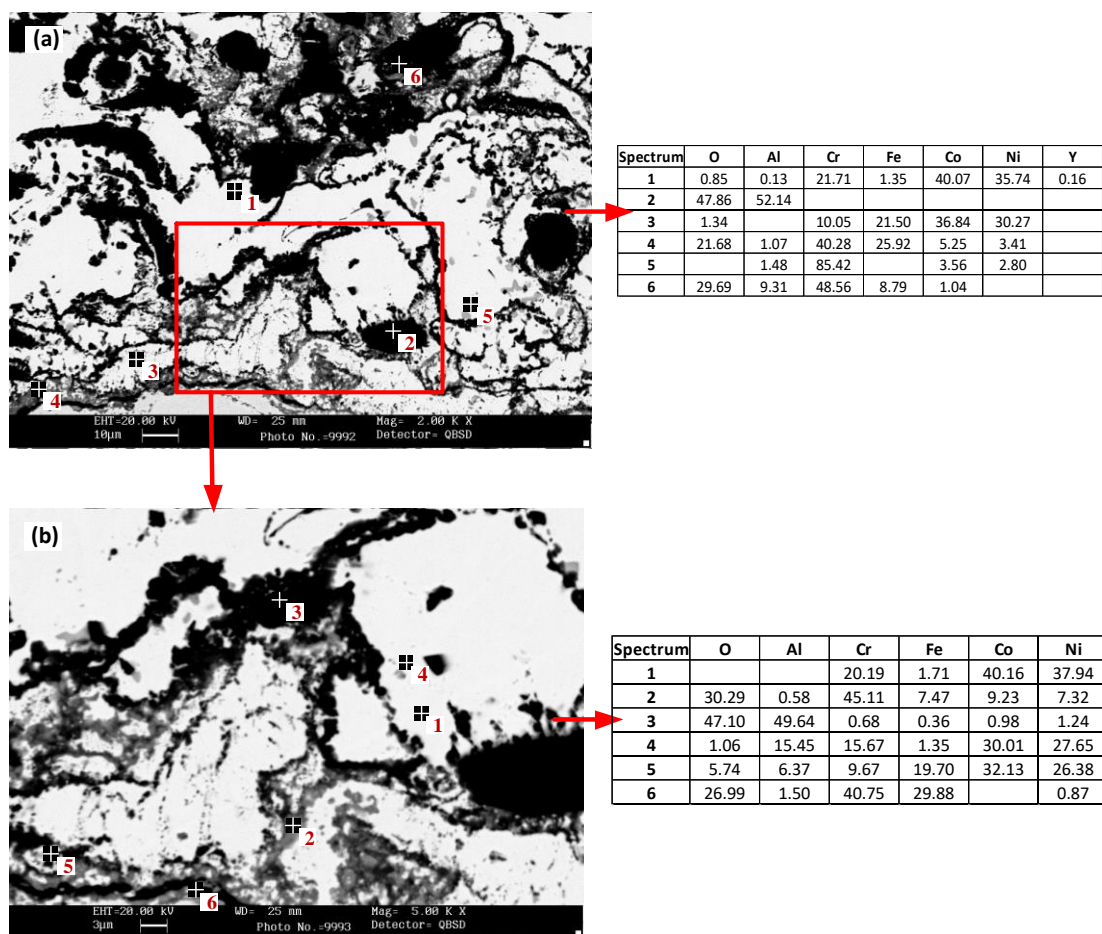 (a)
6
1
5
2
3
4
EHT=20.00 kV WD= 25 mm Mag= 2.00 K X
10µm Photo No.=9992 Detector= QBSD
Spectrum O Al Cr Fe Co Ni Y
1 0.85 0.13 21.71 1.35 40.07 35.74 0.16
2 47.86 52.14
3 1.34 10.05 21.50 36.84 30.27
4 21.68 1.07 40.28 25.92 5.25 3.41
5 1.48 85.42 3.56 2.80
6 29.69 9.31 48.56 8.79 1.04
(b)
3
4
1
2
5
6
EHT=20.00 kV WD= 25 mm Mag= 5.00 K X
3µm Photo No.=9993 Detector= QBSD
Spectrum O Al Cr Fe Co Ni
1 20.19 1.71 40.16 37.94
2 30.29 0.58 45.11 7.47 9.23 7.32
3 47.10 49.64 0.68 0.36 0.98 1.24
4 1.06 15.45 15.67 1.35 30.01 27.65
5 5.74 6.37 9.67 19.70 32.13 26.38
6 26.99 1.50 40.75 29.88 0.87